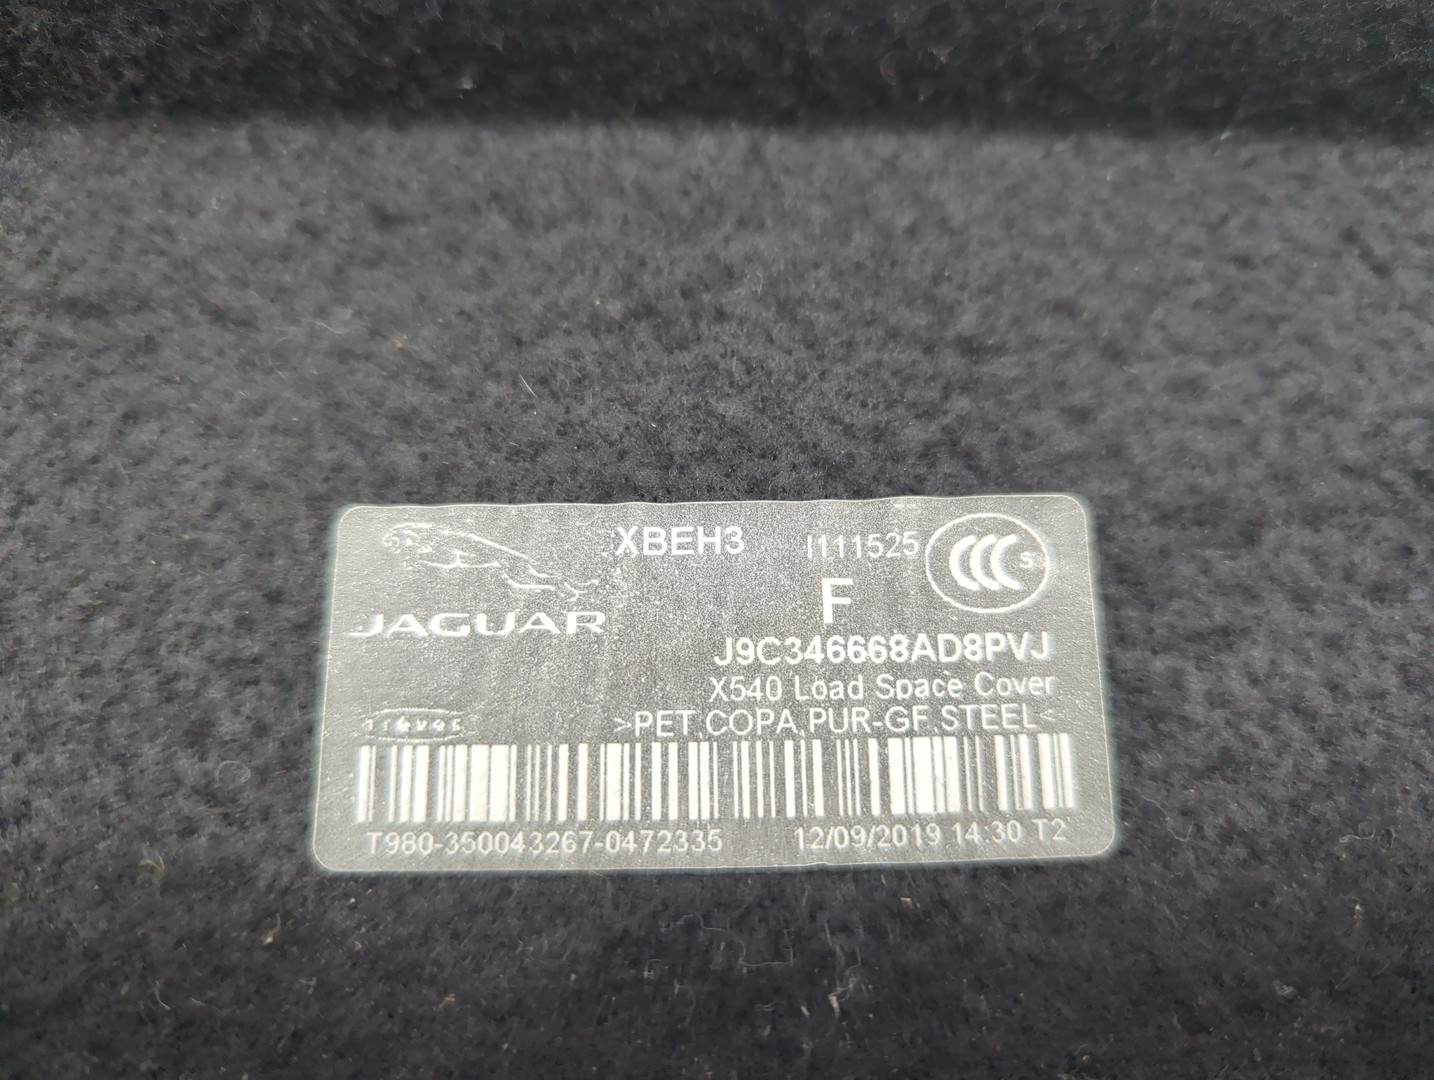 XBEH3 I111525 CCC S
JAGUAR
F
J9C346668AD8PVJ
X540 Load Space Cover
>PET.COPA.PUR-GF.STEEL<
T980-350043267-0472335 12/09/2019 14:30 T2